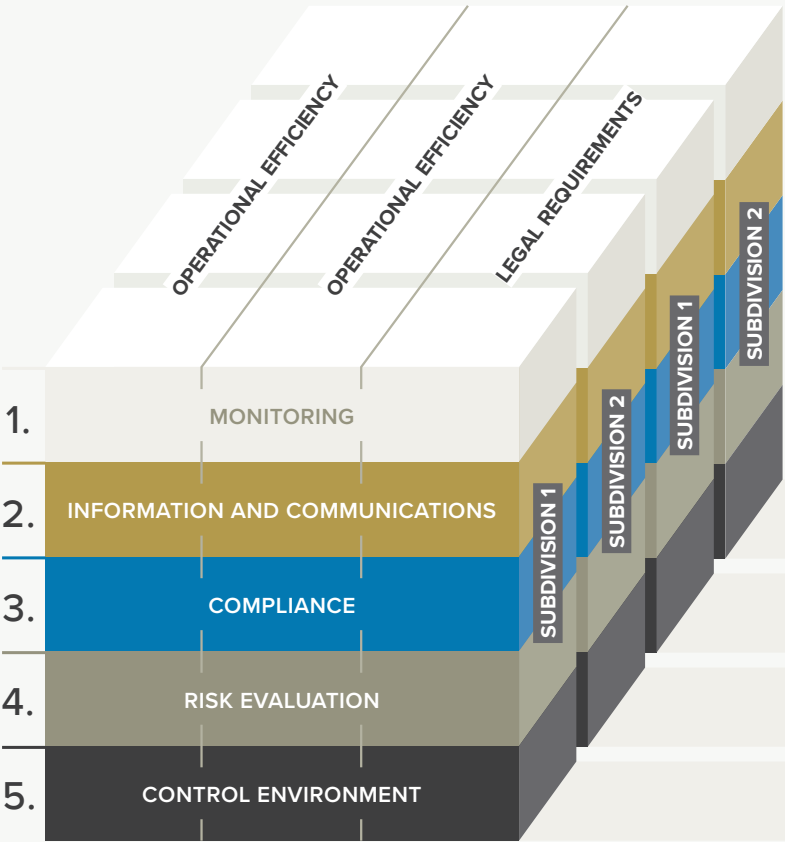 OPERATIONAL EFFICIENCY
OPERATIONAL EFFICIENCY
LEGAL REQUIREMENTS
1.
MONITORING
2.
INFORMATION AND COMMUNICATIONS
3.
COMPLIANCE
4.
RISK EVALUATION
5.
CONTROL ENVIRONMENT
SUBDIVISION 1
SUBDIVISION 2
SUBDIVISION 1
SUBDIVISION 2